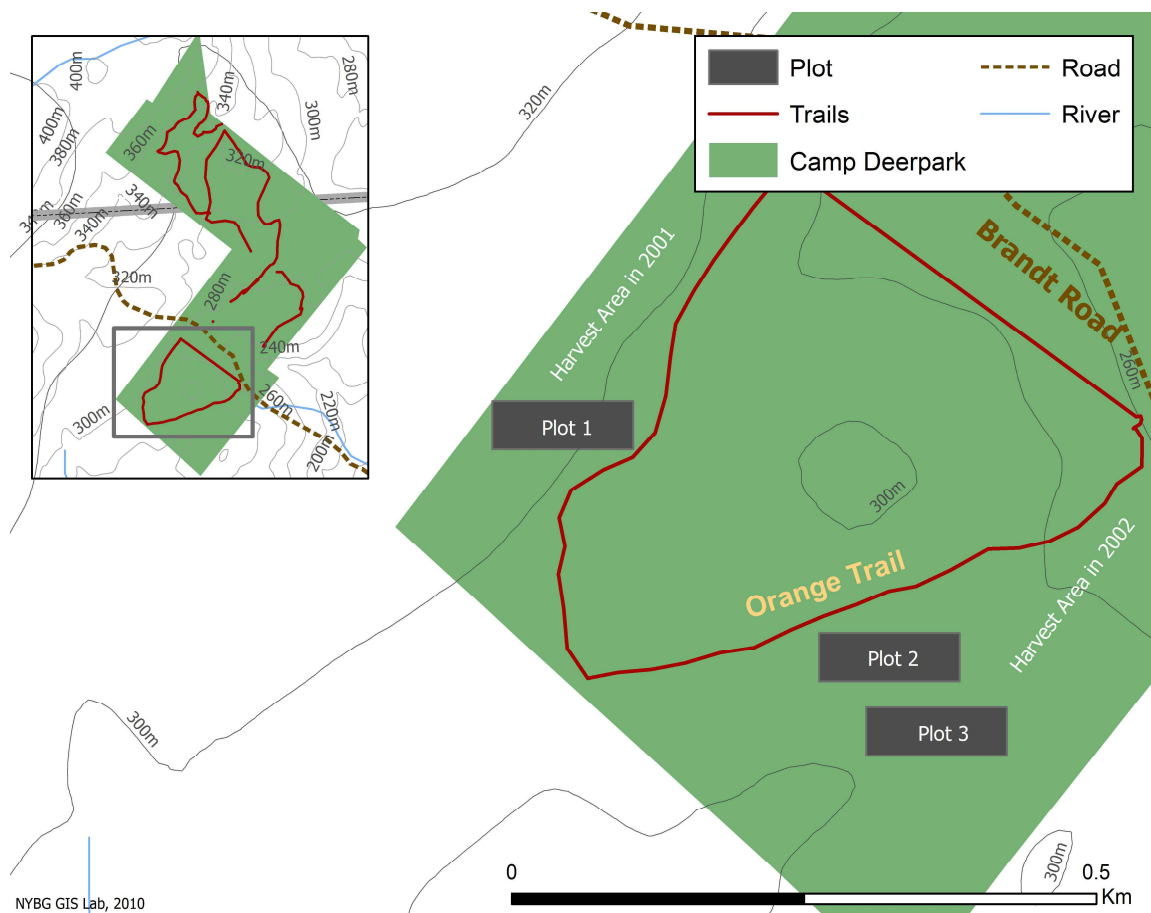 400m
280m
340m
400m
380m
300m
360m
320m
360m
340m
340m
320m
280m
240m
260m
300m
220m
200m
320m
Plot
Road
Trails
River
Camp Deerpark
Harvest Area in 2001
Brandt Road
260m
Plot 1
300m
Orange Trail
Harvest Area in 2002
Plot 2
Plot 3
300m
300m
0
0.5
Km
NYBG GIS Lab, 2010